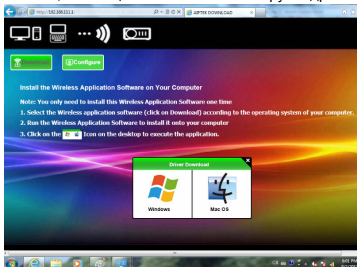 http://192.168.111.1/
AIPTEK DOWNLOAD
Download
Configure
Install the Wireless Application Software on Your Computer
Note: You only need to install this Wireless Application Software one time
1. Select the Wireless application software (click on Download) according to the operating system of your computer.
2. Run the Wireless Application Software to install it onto your computer
3. Click on the Icon on the desktop to execute the application.
Driver Download
Windows
Mac OS